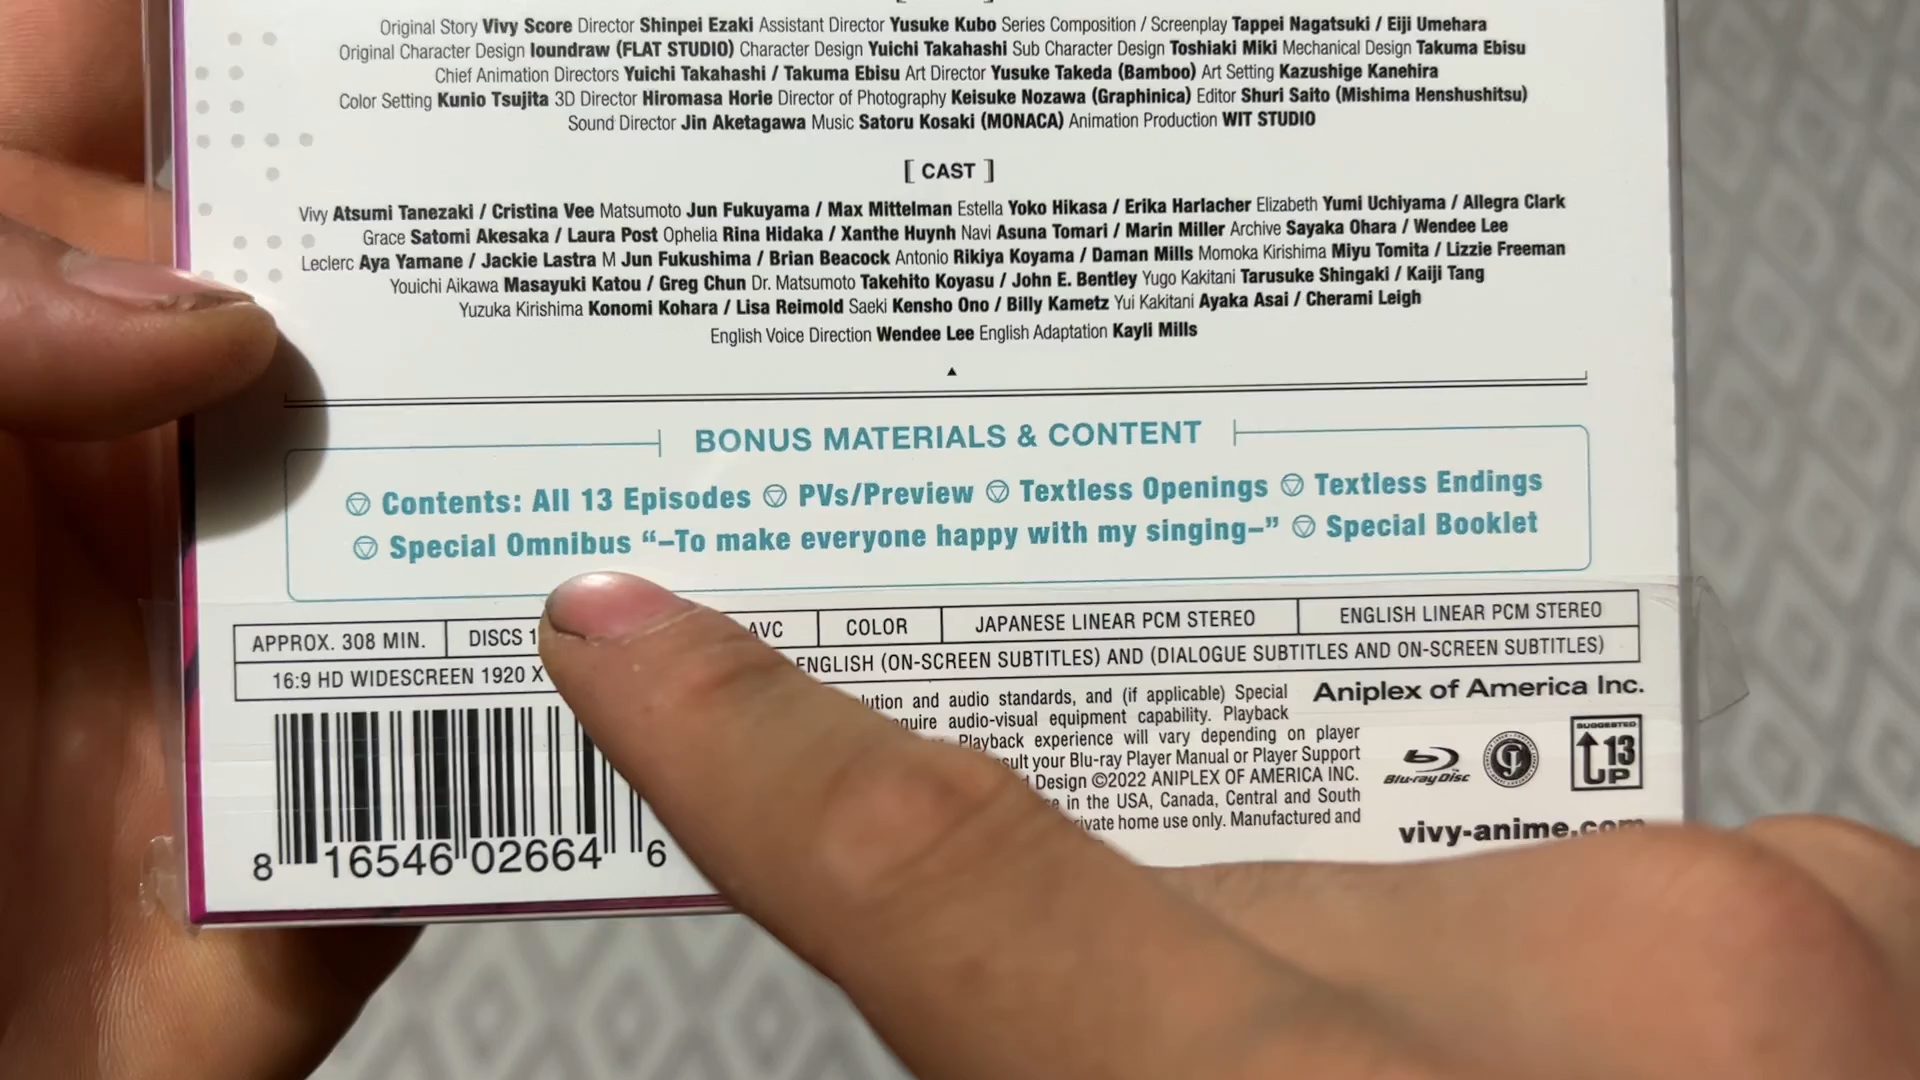 Original Story Vivy Score Director Shinpei Ezaki Assistant Director Yusuke Kubo Series Composition / Screenplay Tappei Nagatsuki / Eiji Umehara
Original Character Design loundraw (FLAT STUDIO) Character Design Yuichi Takahashi Sub Character Design Toshiaki Miki Mechanical Design Takuma Ebisu
Chief Animation Directors Yuichi Takahashi / Takuma Ebisu Art Director Yusuke Takeda (Bamboo) Art Setting Kazushige Kanehira
Color Setting Kunio Tsujita 3D Director Hiromasa Horie Director of Photography Keisuke Nozawa (Graphinica) Editor Shuri Saito (Mishima Henshushitsu)
Sound Director Jin Aketagawa Music Satoru Kosaki (MONACA) Animation Production WIT STUDIO
[ CAST ]
Vivy Atsumi Tanezaki / Cristina Vee Matsumoto Jun Fukuyama / Max Mittelman Estella Yoko Hikasa / Erika Harlacher Elizabeth Yumi Uchiyama / Allegra Clark
Grace Satomi Akesaka / Laura Post Ophelia Rina Hidaka / Xanthe Huynh Navi Asuna Tomari / Marin Miller Archive Sayaka Ohara / Wendee Lee
Leclerc Aya Yamane / Jackie Lastra M Jun Fukushima / Brian Beacock Antonio Rikiya Koyama / Daman Mills Momoka Kirishima Miyu Tomita / Lizzie Freeman
Youichi Aikawa Masayuki Katou / Greg Chun Dr. Matsumoto Takehito Koyasu / John E. Bentley Yugo Kakitani Tarusuke Shingaki / Kaiji Tang
Yuzuka Kirishima Konomi Kohara / Lisa Reimold Saeki Kensho Ono / Billy Kametz Yui Kakitani Ayaka Asai / Cherami Leigh
English Voice Direction Wendee Lee English Adaptation Kayli Mills
BONUS MATERIALS & CONTENT
Contents: All 13 Episodes PVs/Preview Textless Openings Textless Endings
Special Omnibus “–To make everyone happy with my singing–” Special Booklet
APPROX. 308 MIN. DISCS 1 AVC COLOR JAPANESE LINEAR PCM STEREO ENGLISH LINEAR PCM STEREO
16:9 HD WIDESCREEN 1920 X ENGLISH (ON-SCREEN SUBTITLES) AND (DIALOGUE SUBTITLES AND ON-SCREEN SUBTITLES)
and audio standards, and (if applicable) Special
audio-visual equipment capability. Playback
Playback experience will vary depending on player
your Blu-ray Player Manual or Player Support
Design ©2022 ANIPLEX OF AMERICA INC.
in the USA, Canada, Central and South
home use only. Manufactured and
Aniplex of America Inc.
Blu-ray Disc
SUGGESTED
13
UP
vivy-anime.com
8 16546 02664 6